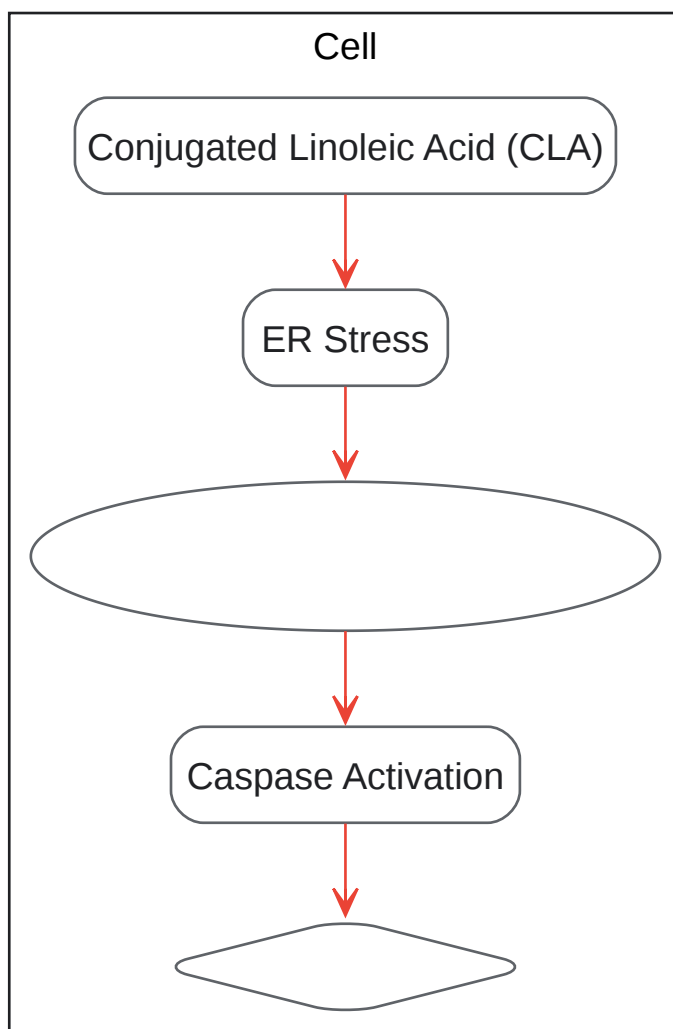 Cell
Conjugated Linoleic Acid (CLA)
ER Stress
Caspase Activation